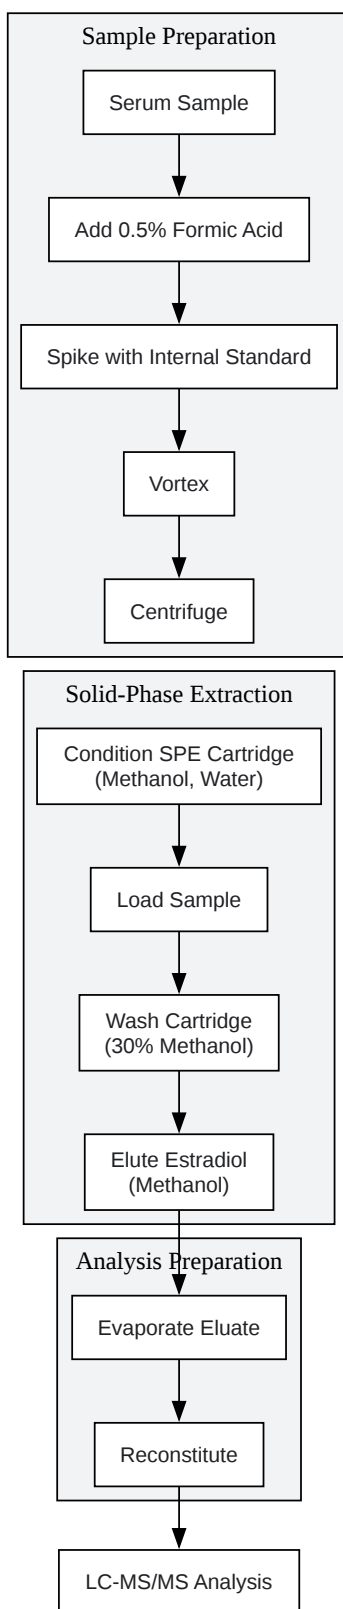 Sample Preparation
Serum Sample
Add 0.5% Formic Acid
Spike with Internal Standard
Vortex
Centrifuge
Solid-Phase Extraction
Condition SPE Cartridge
(Methanol, Water)
Load Sample
Wash Cartridge
(30% Methanol)
Elute Estradiol
(Methanol)
Analysis Preparation
Evaporate Eluate
Reconstitute
LC-MS/MS Analysis